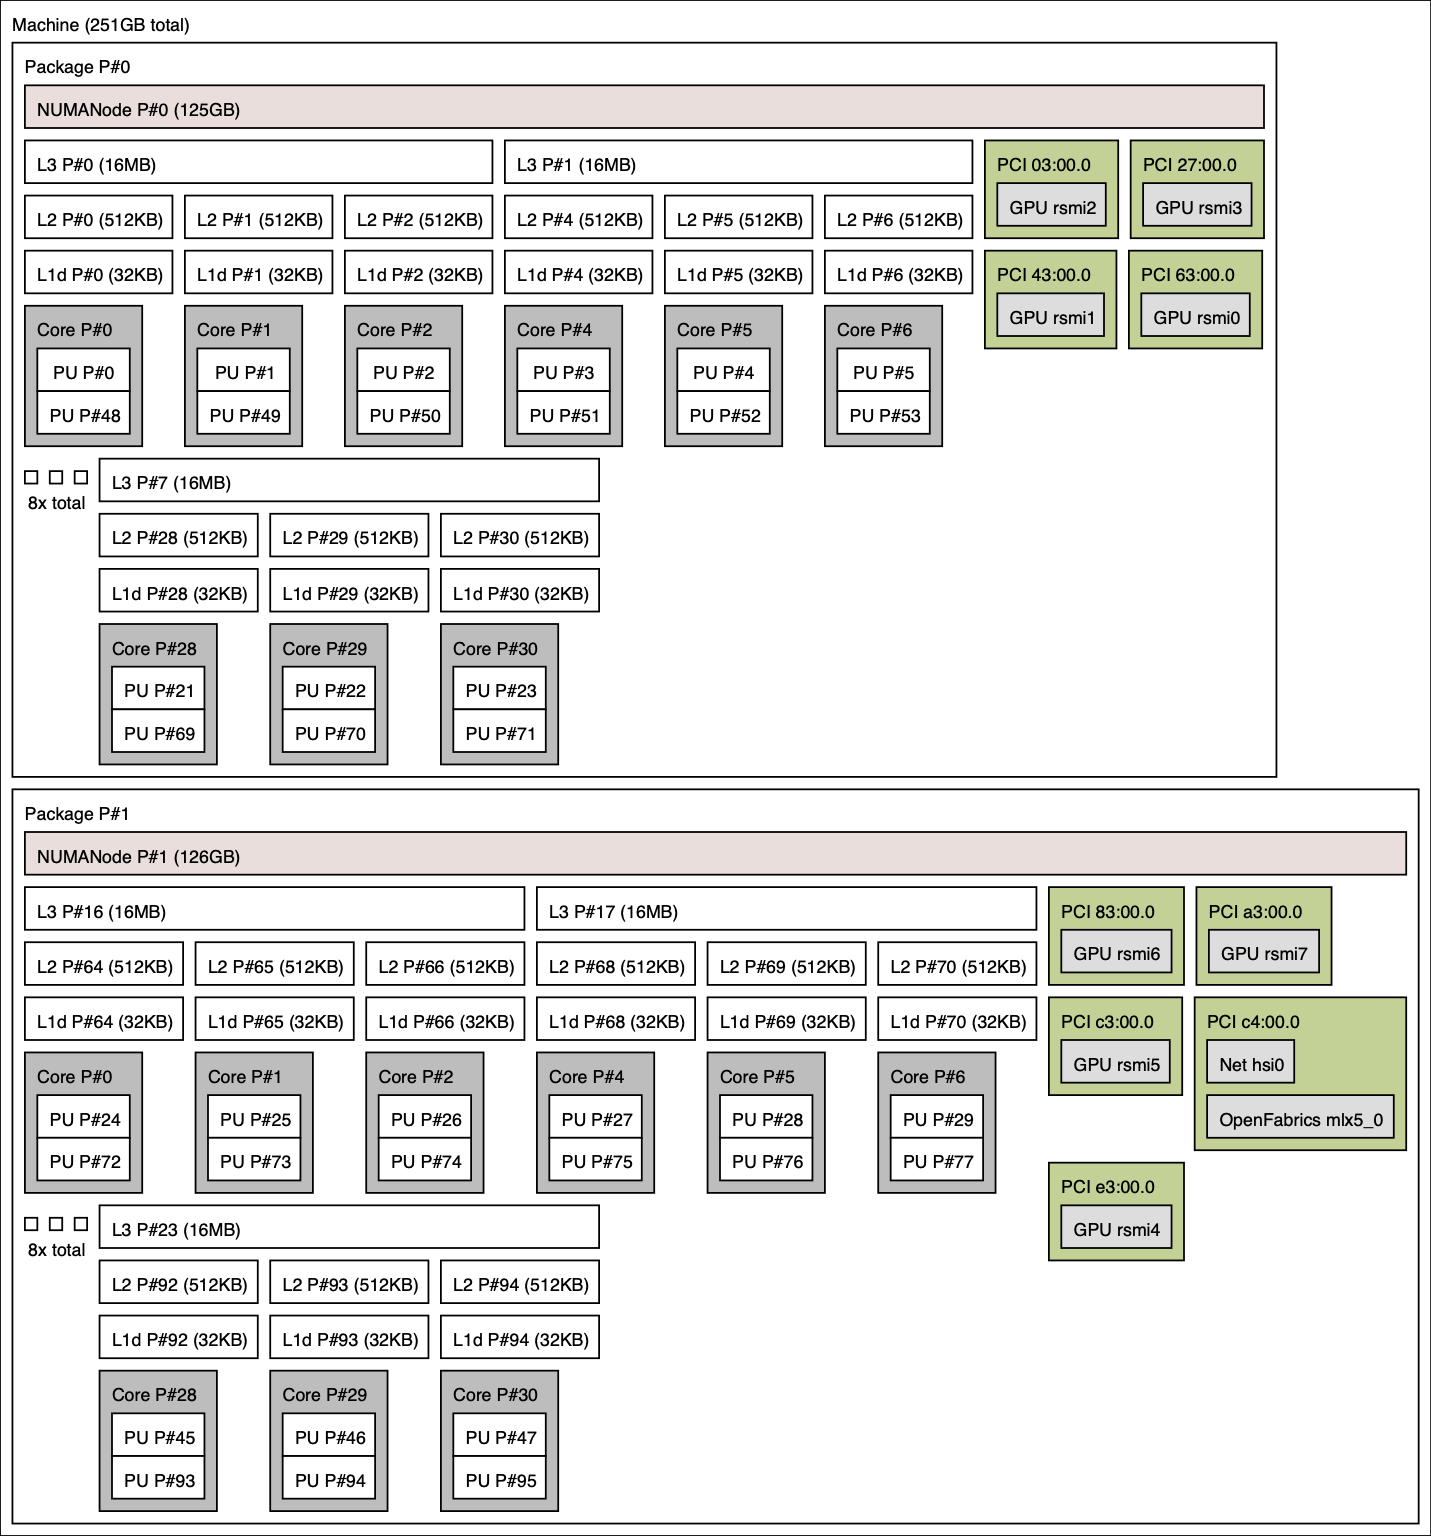 Machine (251GB total)
Package P#0
NUMANode P#0 (125GB)
L3 P#0 (16MB)
L3 P#1 (16MB)
PCI 03:00.0
GPU rsmi2
PCI 27:00.0
GPU rsmi3
L2 P#0 (512KB)
L2 P#1 (512KB)
L2 P#2 (512KB)
L2 P#4 (512KB)
L2 P#5 (512KB)
L2 P#6 (512KB)
L1d P#0 (32KB)
L1d P#1 (32KB)
L1d P#2 (32KB)
L1d P#4 (32KB)
L1d P#5 (32KB)
L1d P#6 (32KB)
PCI 43:00.0
GPU rsmi1
PCI 63:00.0
GPU rsmi0
Core P#0
PU P#0
PU P#48
Core P#1
PU P#1
PU P#49
Core P#2
PU P#2
PU P#50
Core P#4
PU P#3
PU P#51
Core P#5
PU P#4
PU P#52
Core P#6
PU P#5
PU P#53
8x total
L3 P#7 (16MB)
L2 P#28 (512KB)
L2 P#29 (512KB)
L2 P#30 (512KB)
L1d P#28 (32KB)
L1d P#29 (32KB)
L1d P#30 (32KB)
Core P#28
PU P#21
PU P#69
Core P#29
PU P#22
PU P#70
Core P#30
PU P#23
PU P#71
Package P#1
NUMANode P#1 (126GB)
L3 P#16 (16MB)
L3 P#17 (16MB)
PCI 83:00.0
GPU rsmi6
PCI a3:00.0
GPU rsmi7
L2 P#64 (512KB)
L2 P#65 (512KB)
L2 P#66 (512KB)
L2 P#68 (512KB)
L2 P#69 (512KB)
L2 P#70 (512KB)
L1d P#64 (32KB)
L1d P#65 (32KB)
L1d P#66 (32KB)
L1d P#68 (32KB)
L1d P#69 (32KB)
L1d P#70 (32KB)
PCI c3:00.0
GPU rsmi5
PCI c4:00.0
Net hsi0
OpenFabrics mlx5_0
Core P#0
PU P#24
PU P#72
Core P#1
PU P#25
PU P#73
Core P#2
PU P#26
PU P#74
Core P#4
PU P#27
PU P#75
Core P#5
PU P#28
PU P#76
Core P#6
PU P#29
PU P#77
PCI e3:00.0
GPU rsmi4
8x total
L3 P#23 (16MB)
L2 P#92 (512KB)
L2 P#93 (512KB)
L2 P#94 (512KB)
L1d P#92 (32KB)
L1d P#93 (32KB)
L1d P#94 (32KB)
Core P#28
PU P#45
PU P#93
Core P#29
PU P#46
PU P#94
Core P#30
PU P#47
PU P#95